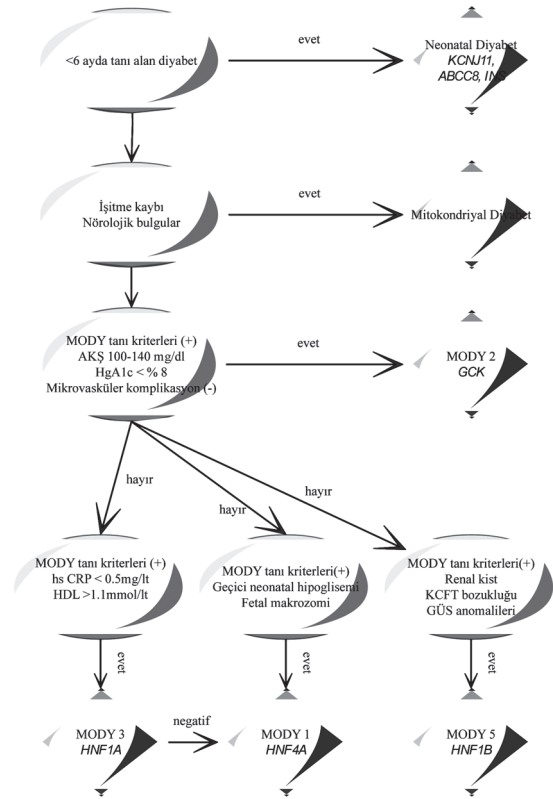 <6 ayda tanı alan diyabet
evet
Neonatal Diyabet
KCNJ11,
ABCC8, INS
İşitme kaybı
Nörolojik bulgular
evet
Mitokondriyal Diyabet
MODY tanı kriterleri (+)
AKŞ 100-140 mg/dl
HgA1c < % 8
Mikrovasküler komplikasyon (-)
evet
MODY 2
GCK
hayır
hayır
hayır
MODY tanı kriterleri (+)
hs CRP < 0.5mg/lt
HDL >1.1mmol/lt
MODY tanı kriterleri(+)
Geçici neonatal hipoglisemi
Fetal makrozomi
MODY tanı kriterleri(+)
Renal kist
KCFT bozukluğu
GÜS anomalileri
evet
evet
evet
MODY 3
HNF1A
negatif
MODY 1
HNF4A
MODY 5
HNF1B